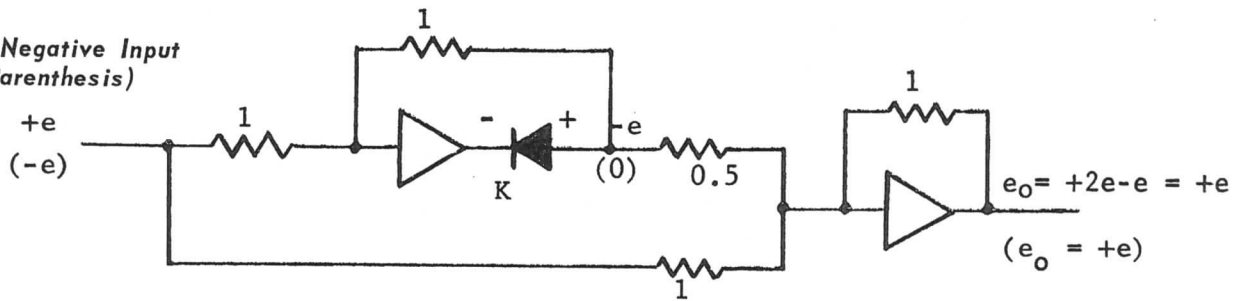 1
Negative Input
arenthesis)
+e
(-e)
1
- +
-e
(0)
K
0.5
1
1
e₀= +2e-e = +e
(e₀ = +e)